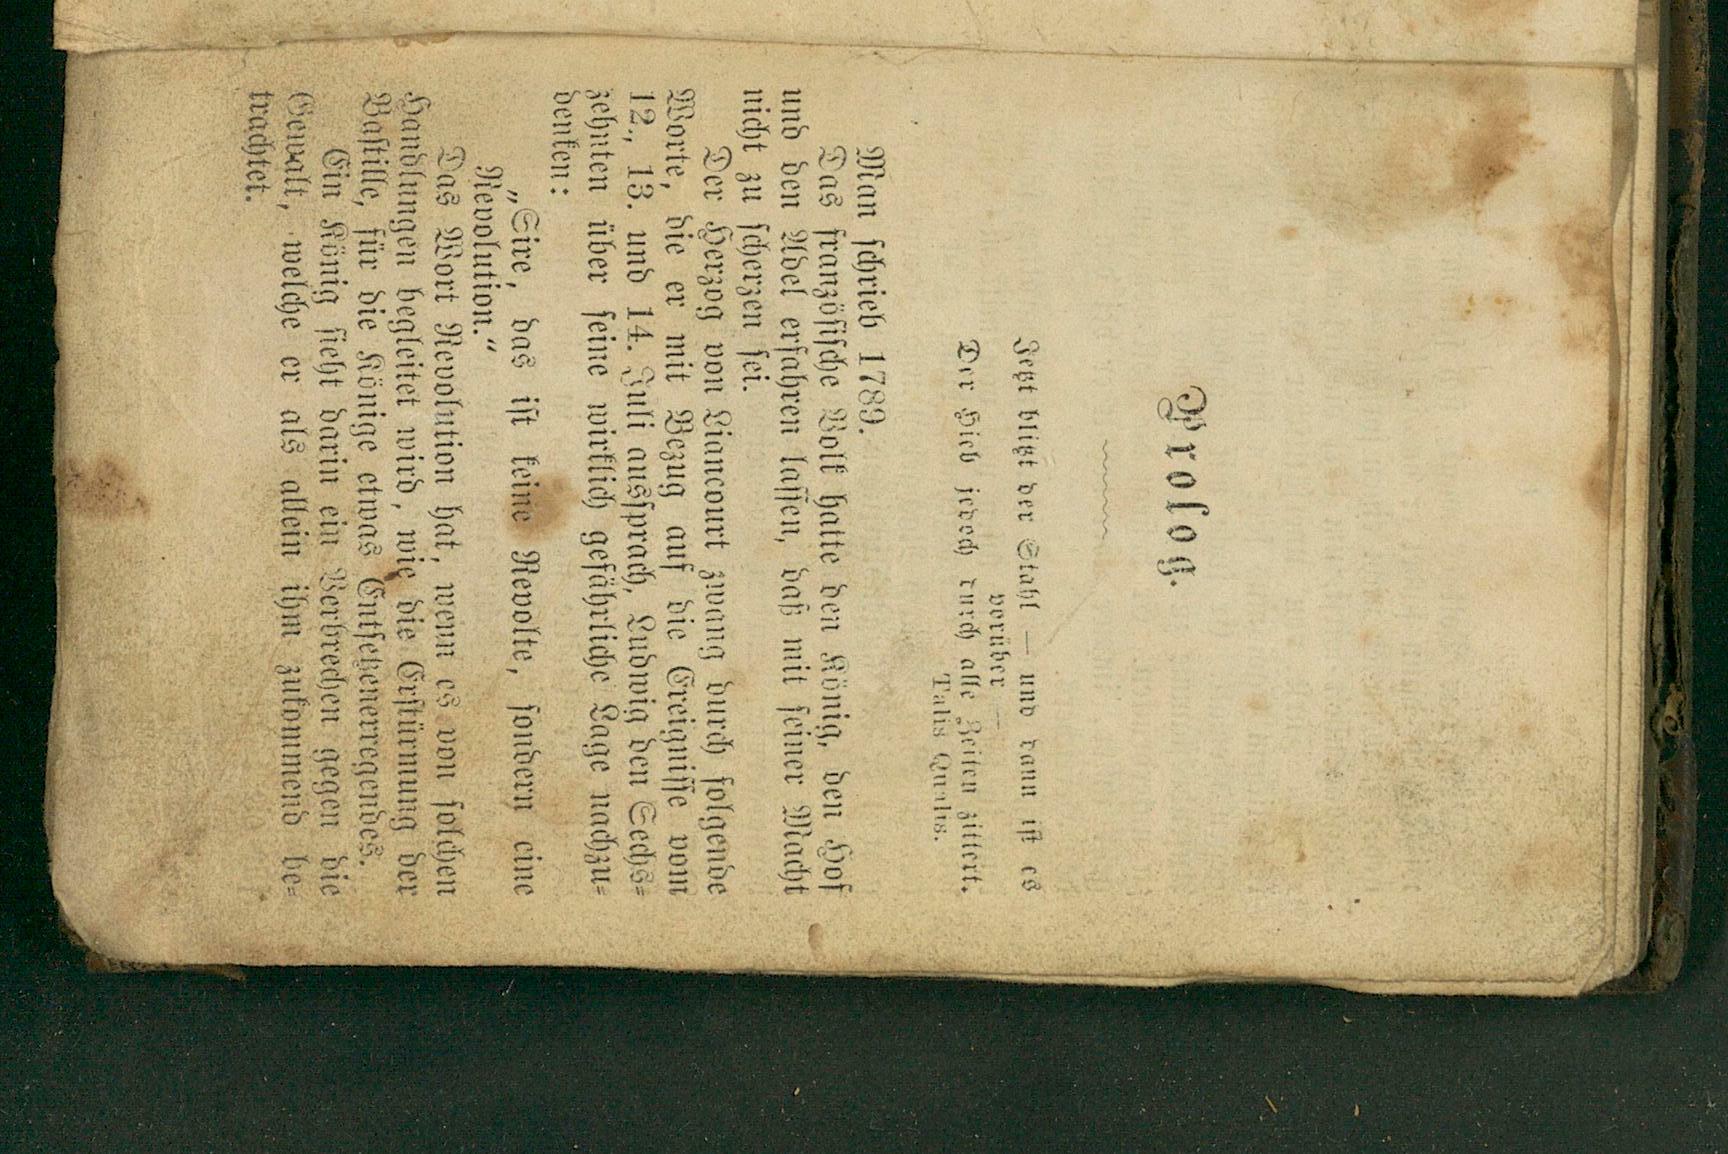 Prolog.
Jetzt blitzt der Stahl — und dann ist es
vorüber —
Der Hieb jedoch durch alle Zeiten zittert.
Talis Qualis.
Man schrieb 1789.
Das französische Volk hatte den König, den Hof
und den Adel erfahren lassen, daß mit seiner Macht
nicht zu scherzen sei.
Der Herzog von Liancourt zwang durch folgende
Worte, die er mit Bezug auf die Ereignisse vom
12., 13. und 14. Juli aussprach, Ludwig den Sechs-
zehnten über seine wirklich gefährliche Lage nachzu-
denken:
„Sire, das ist keine Revolte, sondern eine
Revolution.“
Das Wort Revolution hat, wenn es von solchen
Handlungen begleitet wird, wie die Erstürmung der
Bastille, für die Könige etwas Entsetzenerregendes.
Ein König sieht darin ein Verbrechen gegen die
Gewalt, welche er als allein ihm zukommend be-
trachtet.